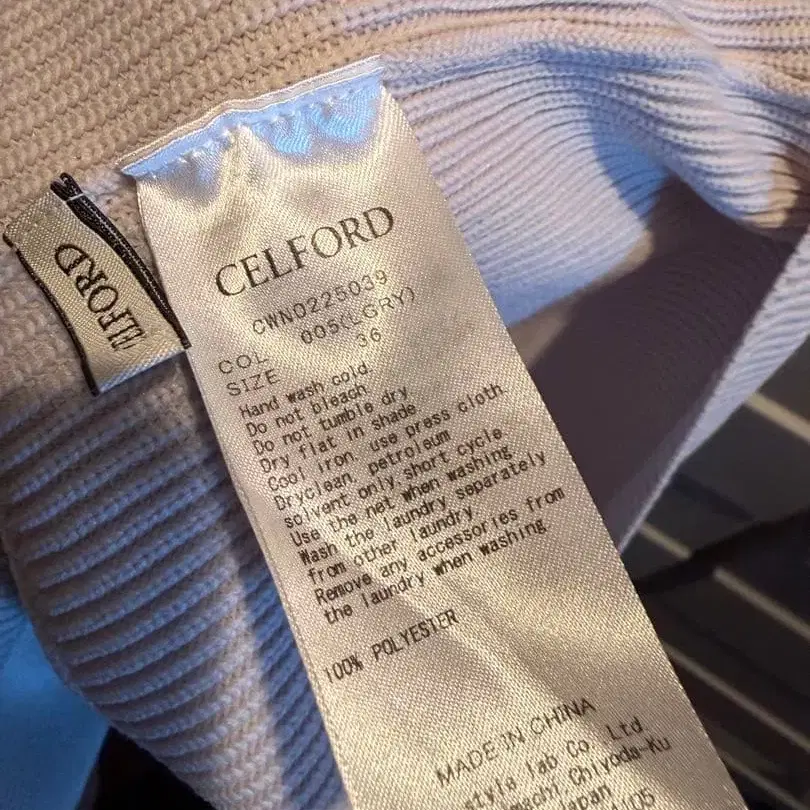 CELFORD
CWNO225039
COL 005(LGRY)
SIZE 36
Hand wash cold.
Do not bleach.
Do not tumble dry
Dry flat in shade.
Cool iron, use press cloth.
Dryclean, petroleum
solvent only, short cycle.
Use the net when washing.
Wash the laundry separately
from other laundry.
Remove any accessories from
the laundry when washing.
100% POLYESTER
MADE IN CHINA
style lab Co. Ltd.
Chiyoda-Ku
ELFORD